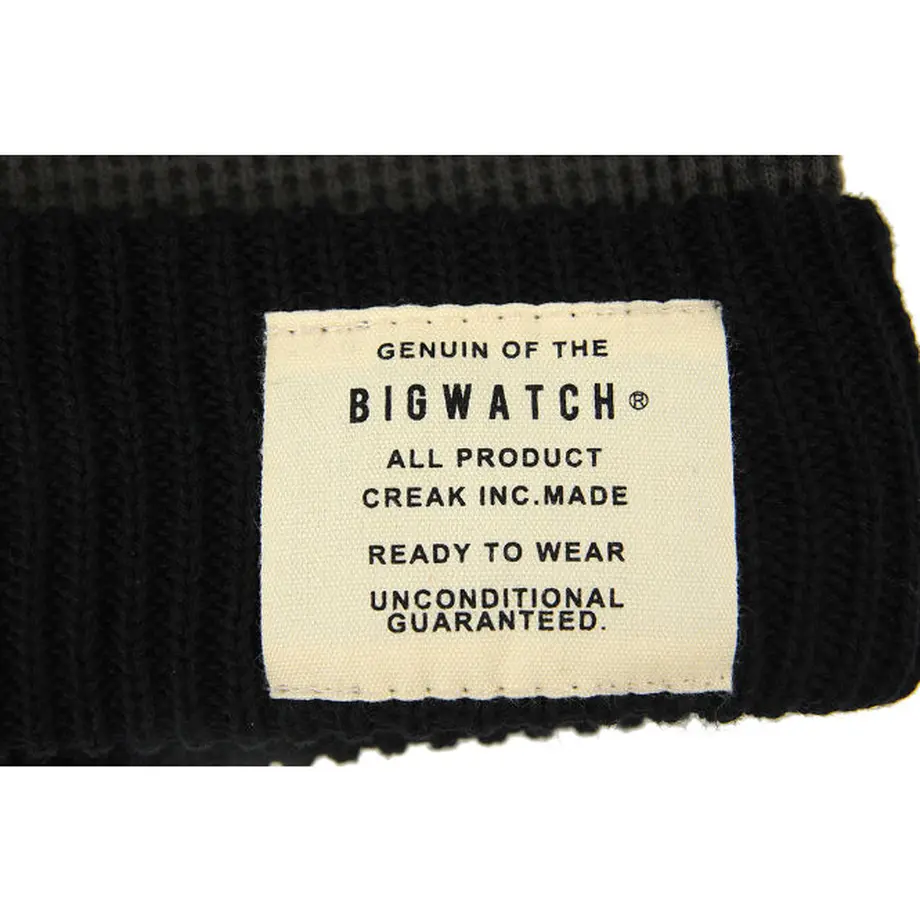 GENUIN OF THE
BIGWATCH®
ALL PRODUCT
CREAK INC.MADE
READY TO WEAR
UNCONDITIONAL
GUARANTEED.